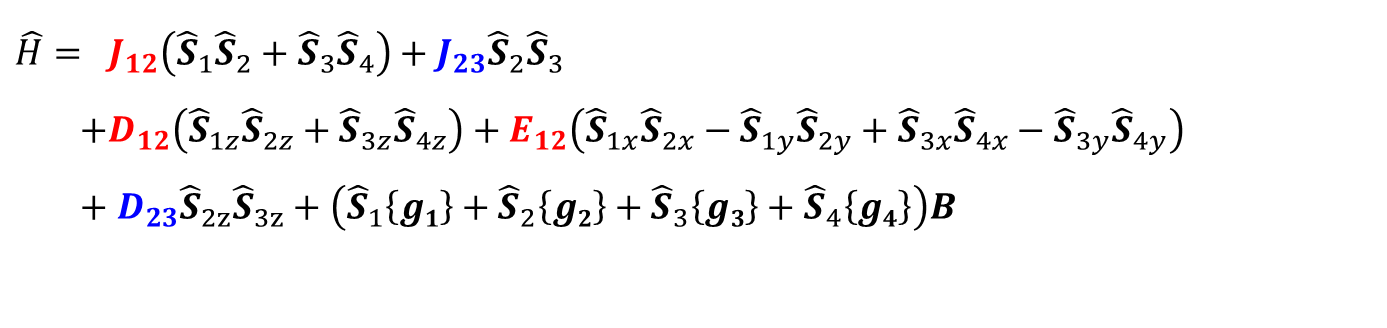 Ĥ = J₁₂(Ŝ₁Ŝ₂ + Ŝ₃Ŝ₄) + J₂₃Ŝ₂Ŝ₃
+D₁₂(Ŝ₁zŜ₂z + Ŝ₃zŜ₄z) + E₁₂(Ŝ₁xŜ₂x − Ŝ₁yŜ₂y + Ŝ₃xŜ₄x − Ŝ₃yŜ₄y)
+ D₂₃Ŝ₂zŜ₃z + (Ŝ₁{g₁} + Ŝ₂{g₂} + Ŝ₃{g₃} + Ŝ₄{g₄})B